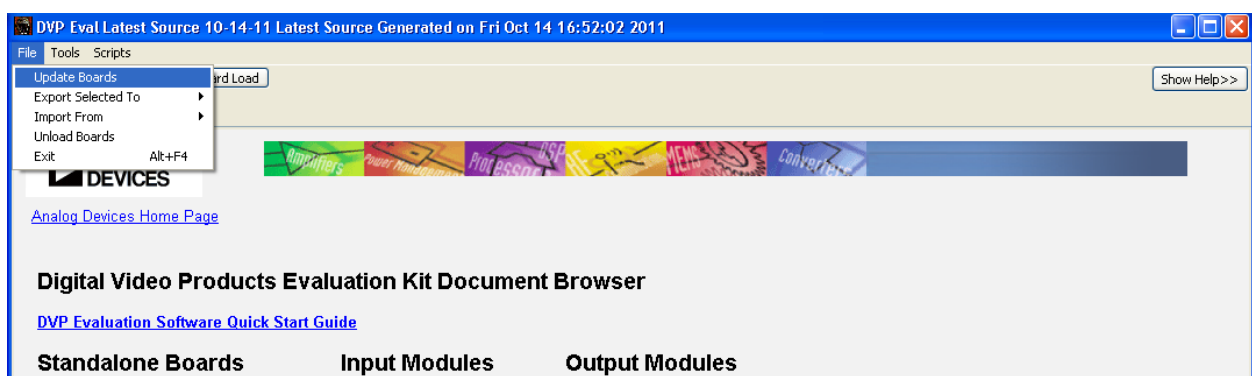 DVP Eval Latest Source 10-14-11 Latest Source Generated on Fri Oct 14 16:52:02 2011
File Tools Scripts
Update Boards
ard Load
Show Help>>
Export Selected To
Import From
Unload Boards
Exit Alt+F4
Amplifiers Power Management Processors DSP MEMS Converters
DEVICES
Analog Devices Home Page
Digital Video Products Evaluation Kit Document Browser
DVP Evaluation Software Quick Start Guide
Standalone Boards Input Modules Output Modules